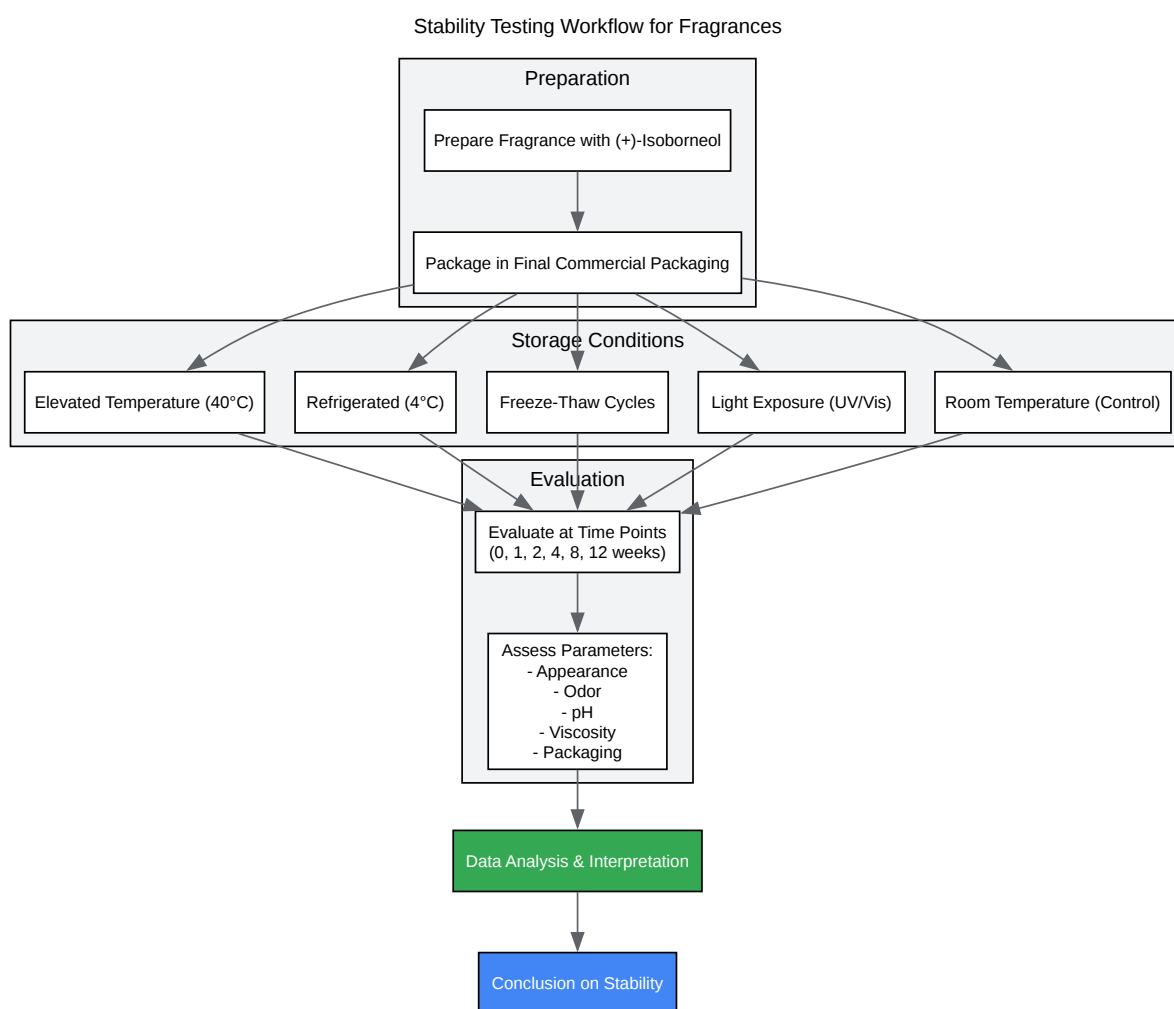 Stability Testing Workflow for Fragrances
Preparation
Prepare Fragrance with (+)-Isoborneol
Package in Final Commercial Packaging
Storage Conditions
Elevated Temperature (40°C)
Refrigerated (4°C)
Freeze-Thaw Cycles
Light Exposure (UV/Vis)
Room Temperature (Control)
Evaluation
Evaluate at Time Points
(0, 1, 2, 4, 8, 12 weeks)
Assess Parameters:
- Appearance
- Odor
- pH
- Viscosity
- Packaging
Data Analysis & Interpretation
Conclusion on Stability